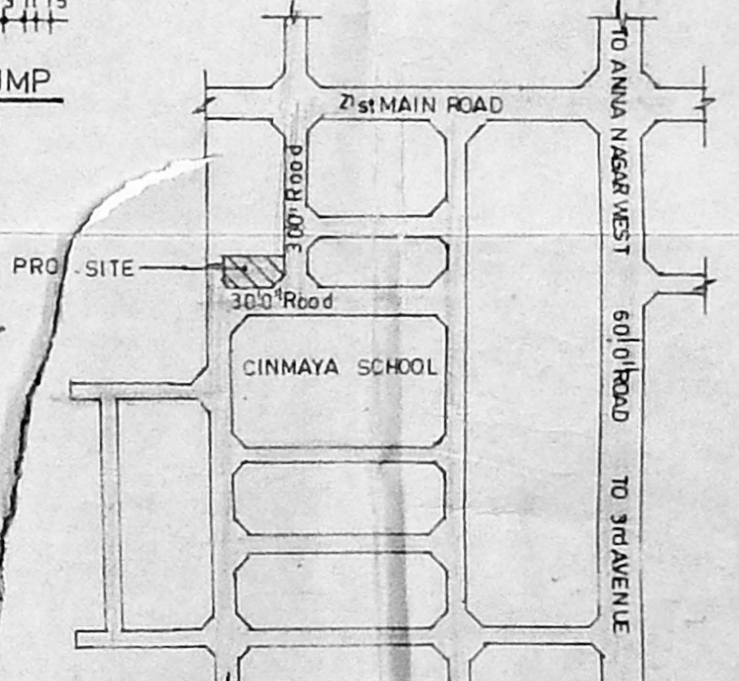 UMP
21st MAIN ROAD
TO ANNA NAGAR WEST
30'0" Road
PRO . SITE
30'0" Road
60'0" ROAD
CINMAYA SCHOOL
TO 3rd AVENUE